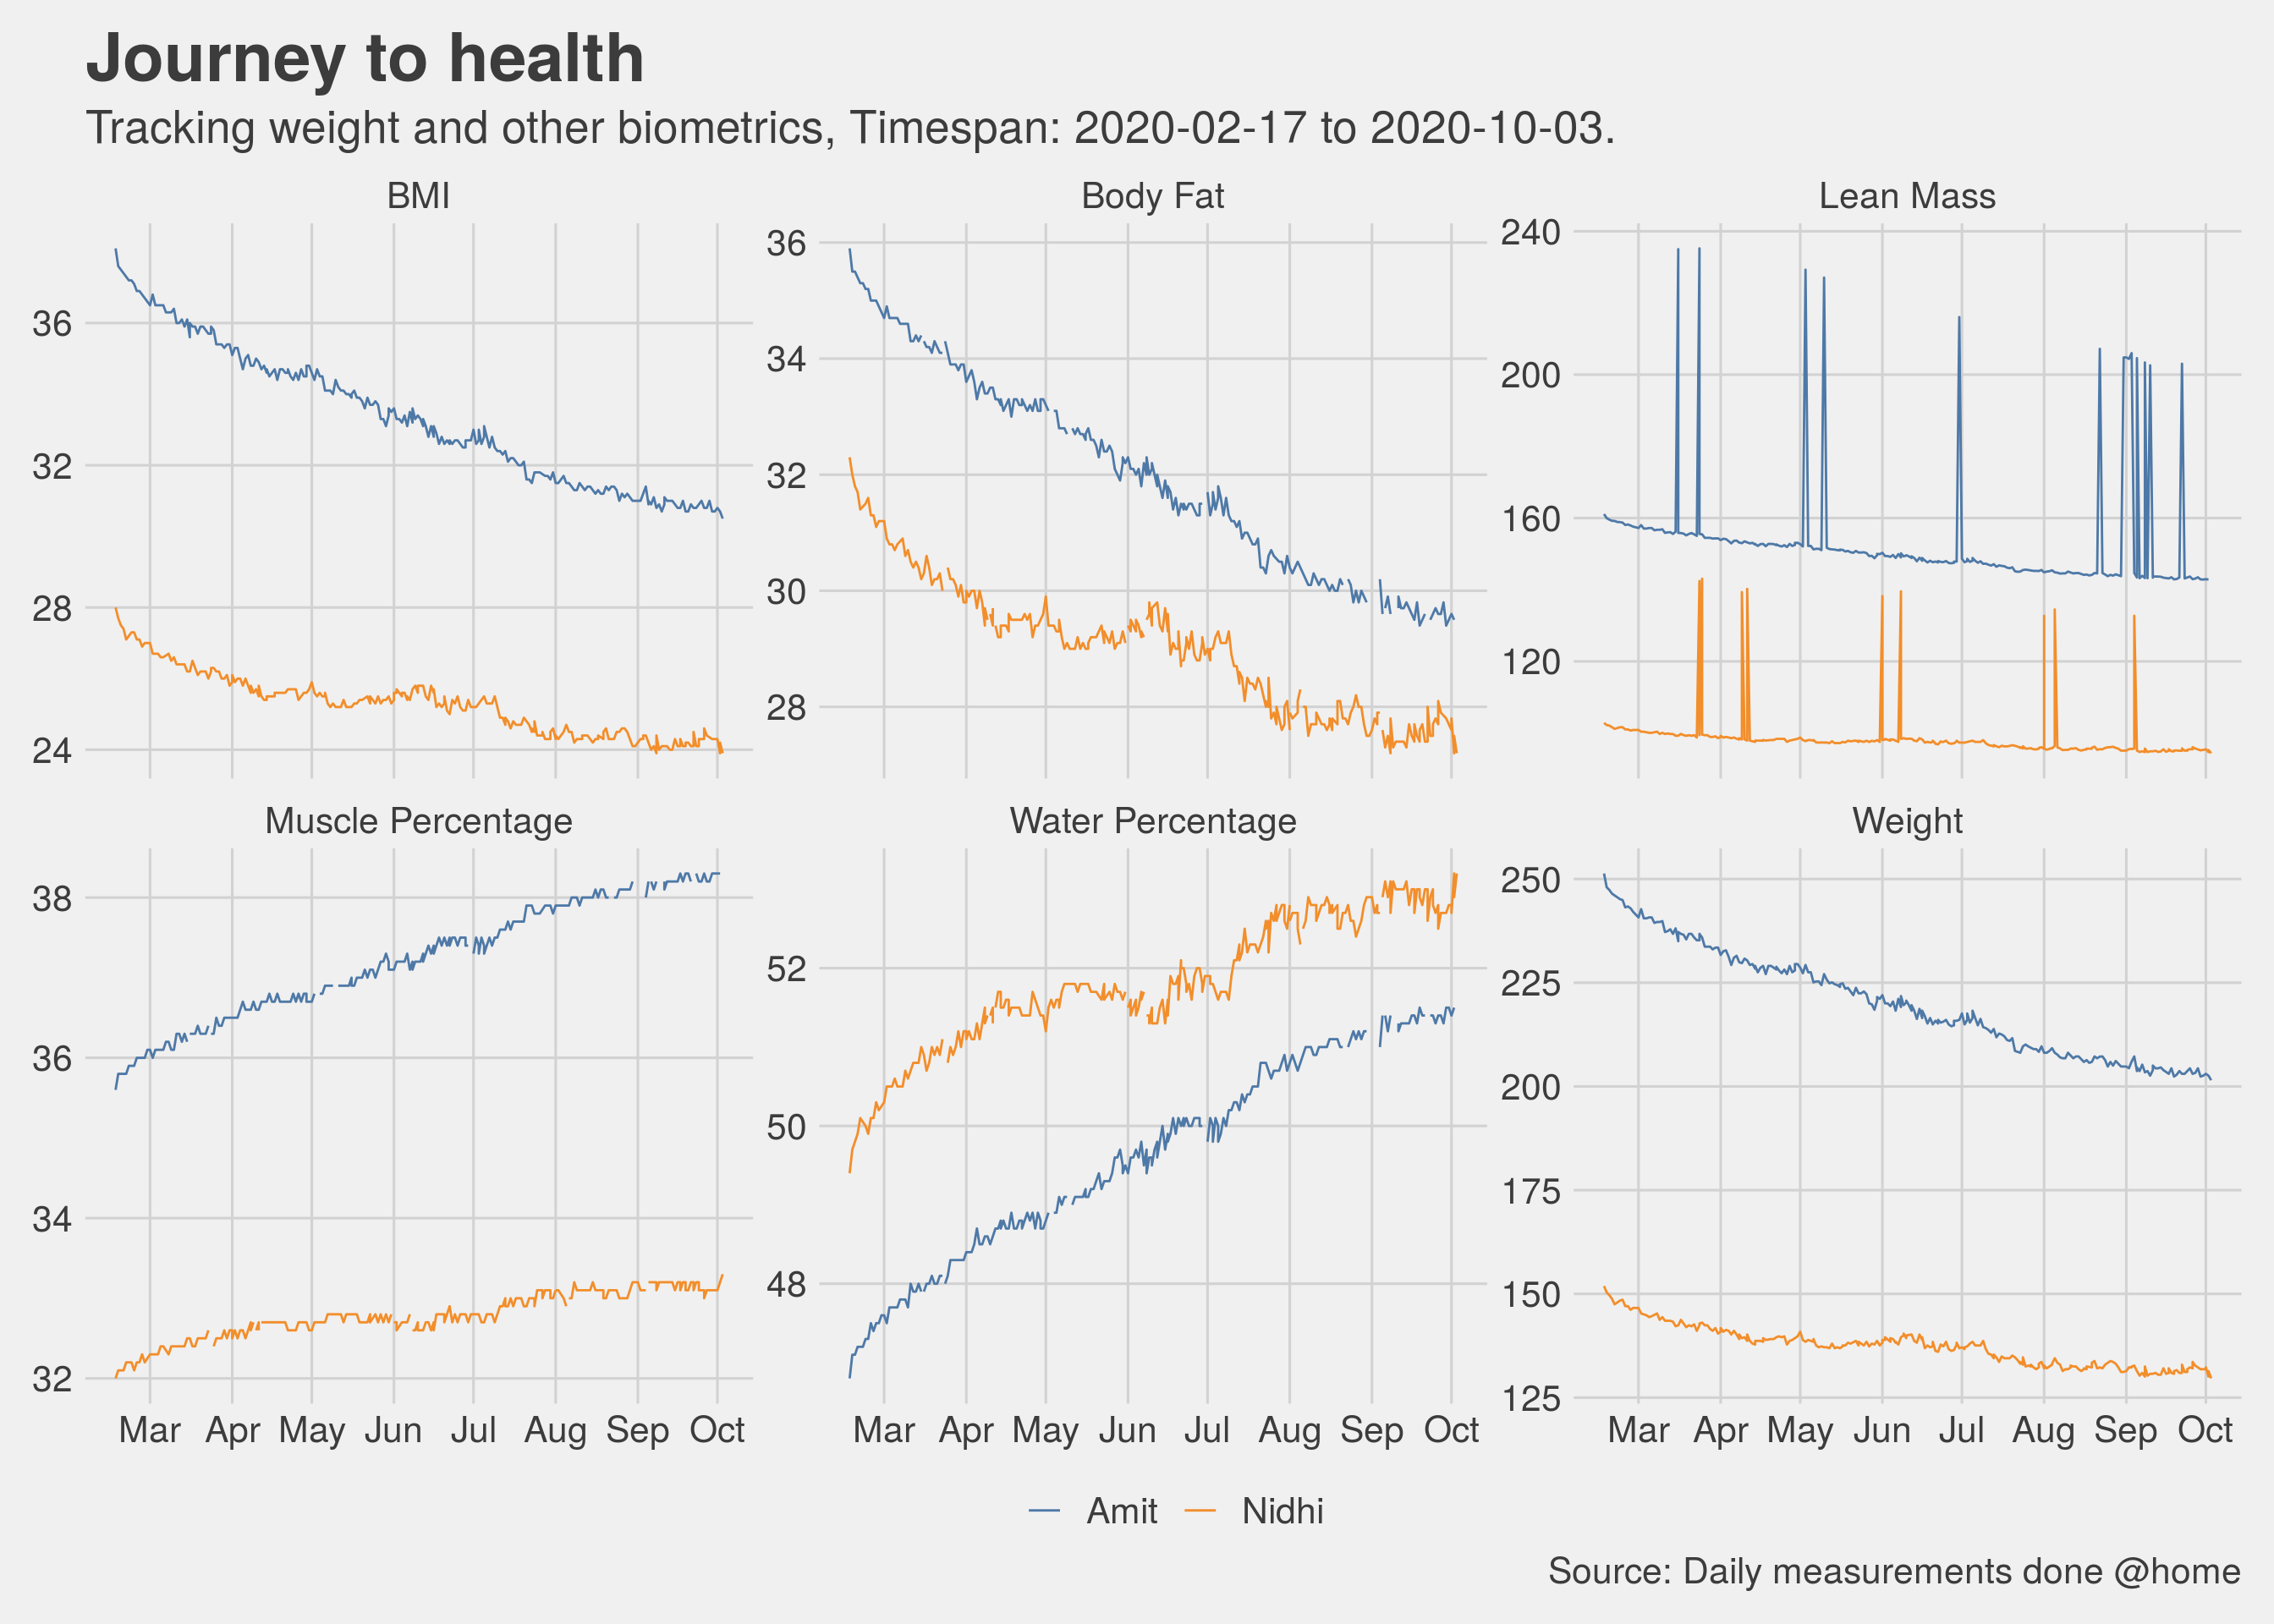 Journey to health
Tracking weight and other biometrics, Timespan: 2020-02-17 to 2020-10-03.
BMI
36
32
28
24
Body Fat
36
34
32
30
28
Lean Mass
240
200
160
120
Muscle Percentage
38
36
34
32
Mar Apr May Jun Jul Aug Sep Oct
Water Percentage
52
50
48
Mar Apr May Jun Jul Aug Sep Oct
Weight
250
225
200
175
150
125
Mar Apr May Jun Jul Aug Sep Oct
Amit Nidhi
Source: Daily measurements done @home